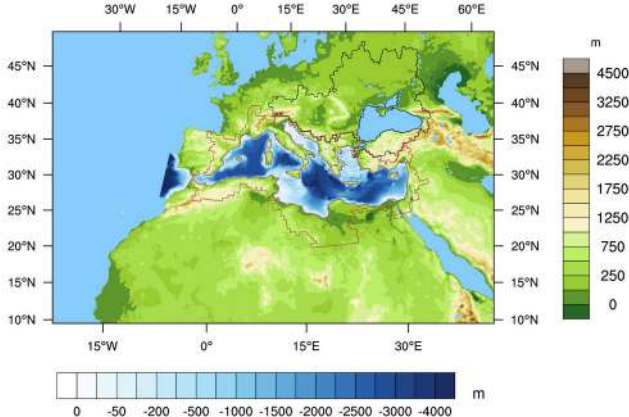 30°W 15°W 0° 15°E 30°E 45°E 60°E
m
45°N 45°N 4500
40°N 40°N 3250
35°N 35°N 2250
30°N 30°N 1750
25°N 25°N 1250
20°N 20°N 750
15°N 15°N 250
10°N 10°N 0
15°W 0° 15°E 30°E
0 -50 -200 -500 -1000 -1500 -2000 -2500 -3000 -4000 m